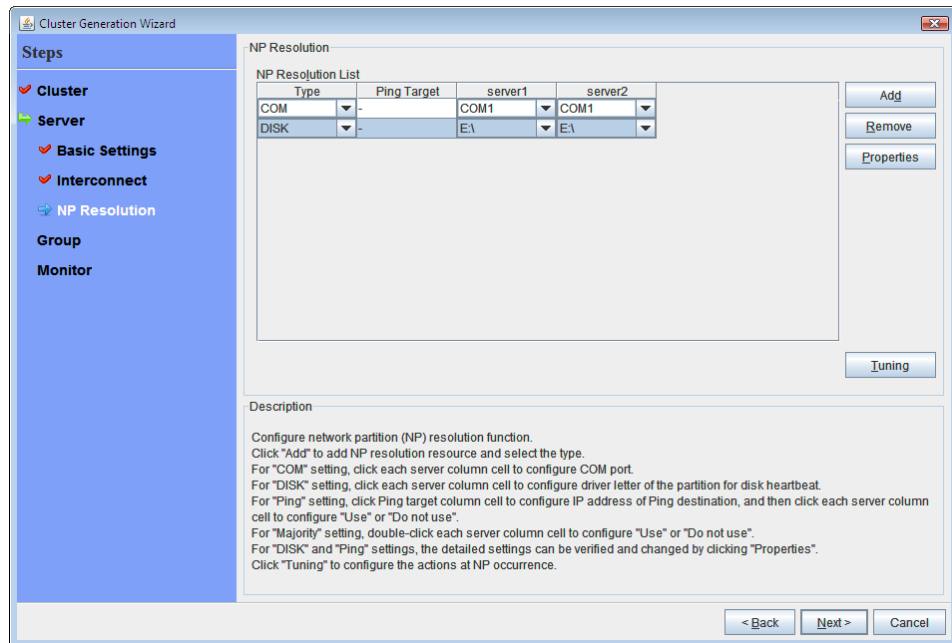 Cluster Generation Wizard
Steps
Cluster
Server
Basic Settings
Interconnect
NP Resolution
Group
Monitor
NP Resolution
NP Resolution List
Type Ping Target server1 server2
COM - COM1 COM1
DISK - E:\ E:\
Add
Remove
Properties
Tuning
Description
Configure network partition (NP) resolution function.
Click "Add" to add NP resolution resource and select the type.
For "COM" setting, click each server column cell to configure COM port.
For "DISK" setting, click each server column cell to configure driver letter of the partition for disk heartbeat.
For "Ping" setting, click Ping target column cell to configure IP address of Ping destination, and then click each server column
cell to configure "Use" or "Do not use".
For "Majority" setting, double-click each server column cell to configure "Use" or "Do not use".
For "DISK" and "Ping" settings, the detailed settings can be verified and changed by clicking "Properties".
Click "Tuning" to configure the actions at NP occurrence.
< Back Next > Cancel